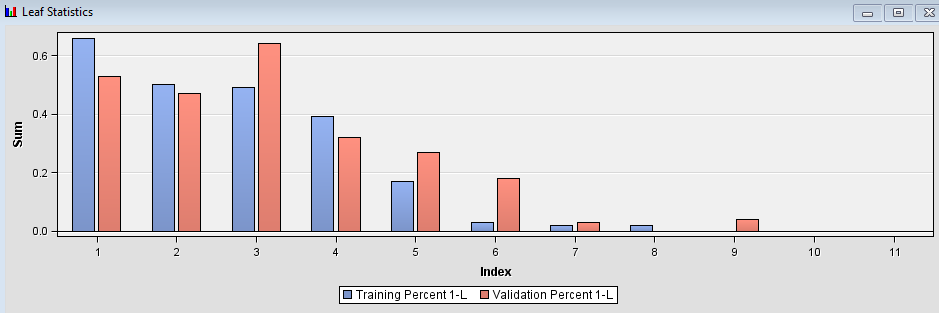 Leaf Statistics
0.6
0.4
0.2
0.0
Sum
1 2 3 4 5 6 7 8 9 10 11
Index
Training Percent 1-L Validation Percent 1-L